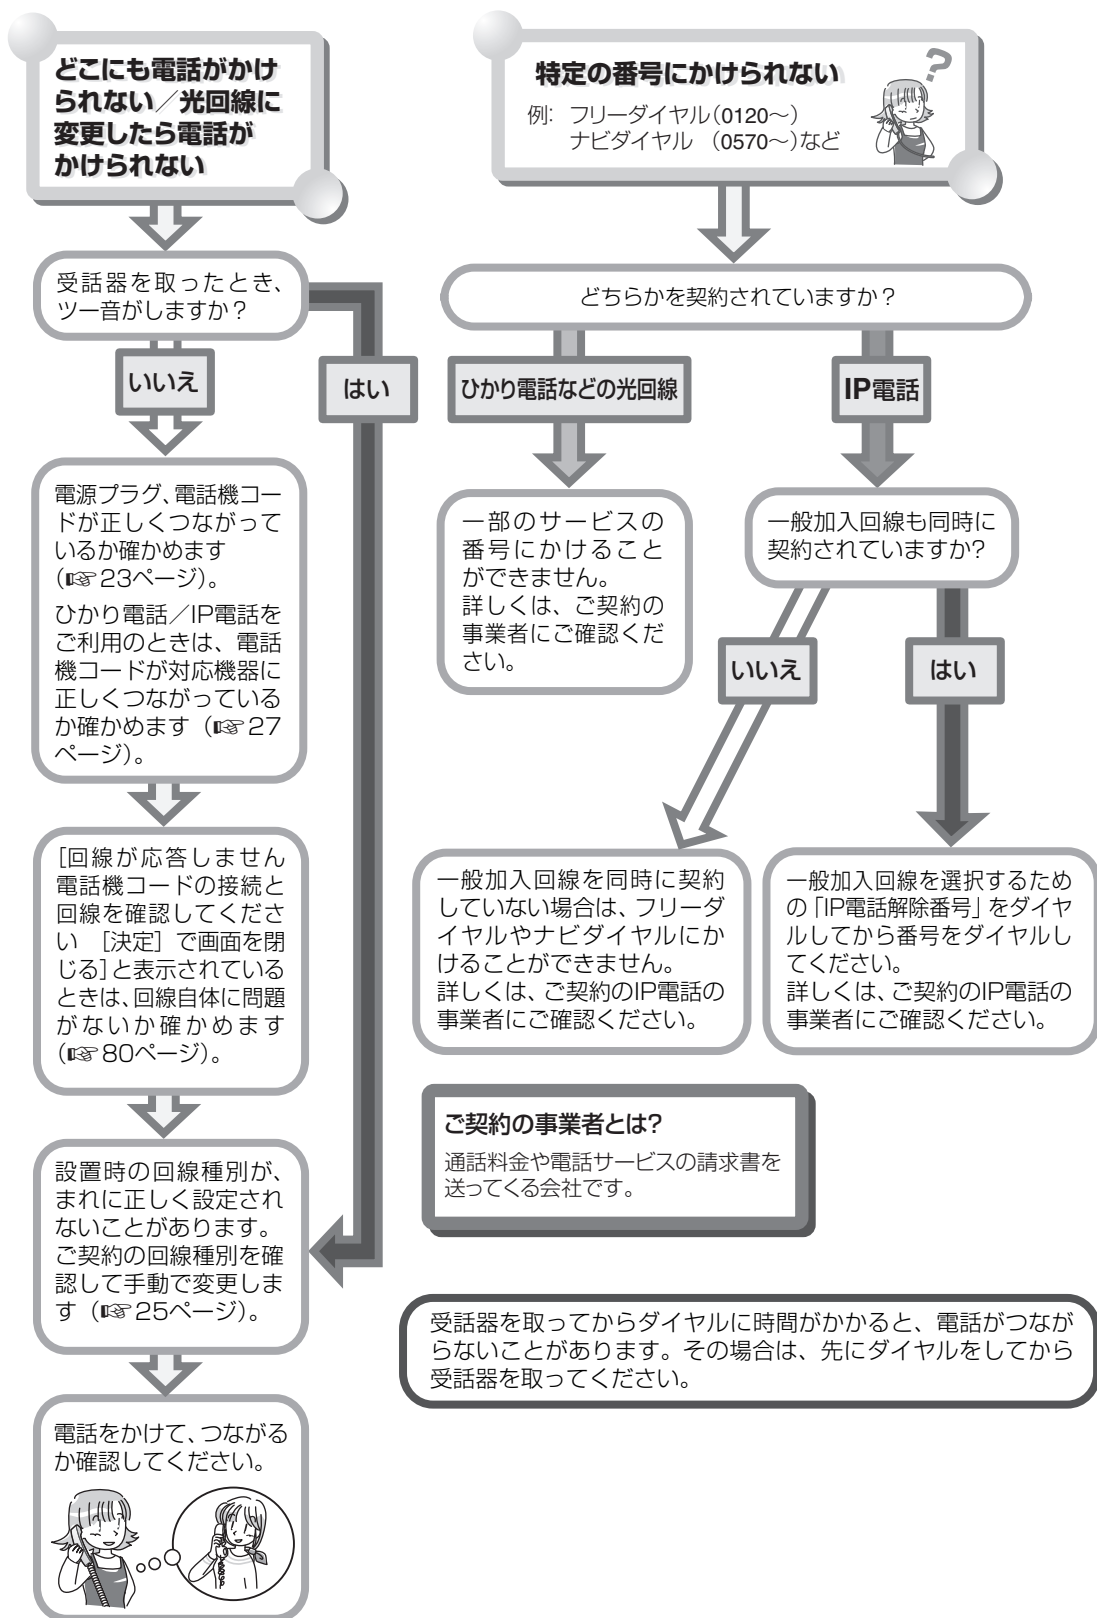 どこにも電話がかけ
られない／光回線に
変更したら電話が
かけられない
受話器を取ったとき、
ツー音がしますか？
いいえ
はい
電源プラグ、電話機コー
ドが正しくつながって
いるか確かめます
（☞23ページ）。
ひかり電話／IP電話を
ご利用のときは、電話
機コードが対応機器に
正しくつながっている
か確かめます（☞27
ページ）。
［回線が応答しません
電話機コードの接続と
回線を確認してくださ
い ［決定］で画面を閉
じる］と表示されている
ときは、回線自体に問題
がないか確かめます
（☞80ページ）。
設置時の回線種別が、
まれに正しく設定され
ないことがあります。
ご契約の回線種別を確
認して手動で変更しま
す（☞25ページ）。
電話をかけて、つながる
か確認してください。
特定の番号にかけられない
?
例: フリーダイヤル（0120～）
ナビダイヤル （0570～）など
どちらかを契約されていますか？
ひかり電話などの光回線
IP電話
一部のサービスの
番号にかけること
ができません。
詳しくは、ご契約の
事業者にご確認くだ
さい。
一般加入回線も同時に
契約されていますか?
いいえ
はい
一般加入回線を同時に契約
していない場合は、フリーダ
イヤルやナビダイヤルにか
けることができません。
詳しくは、ご契約のIP電話の
事業者にご確認ください。
一般加入回線を選択するため
の「IP電話解除番号」をダイヤ
ルしてから番号をダイヤルし
てください。
詳しくは、ご契約のIP電話の
事業者にご確認ください。
ご契約の事業者とは?
通話料金や電話サービスの請求書を
送ってくる会社です。
受話器を取ってからダイヤルに時間がかかると、電話がつなが
らないことがあります。その場合は、先にダイヤルをしてから
受話器を取ってください。